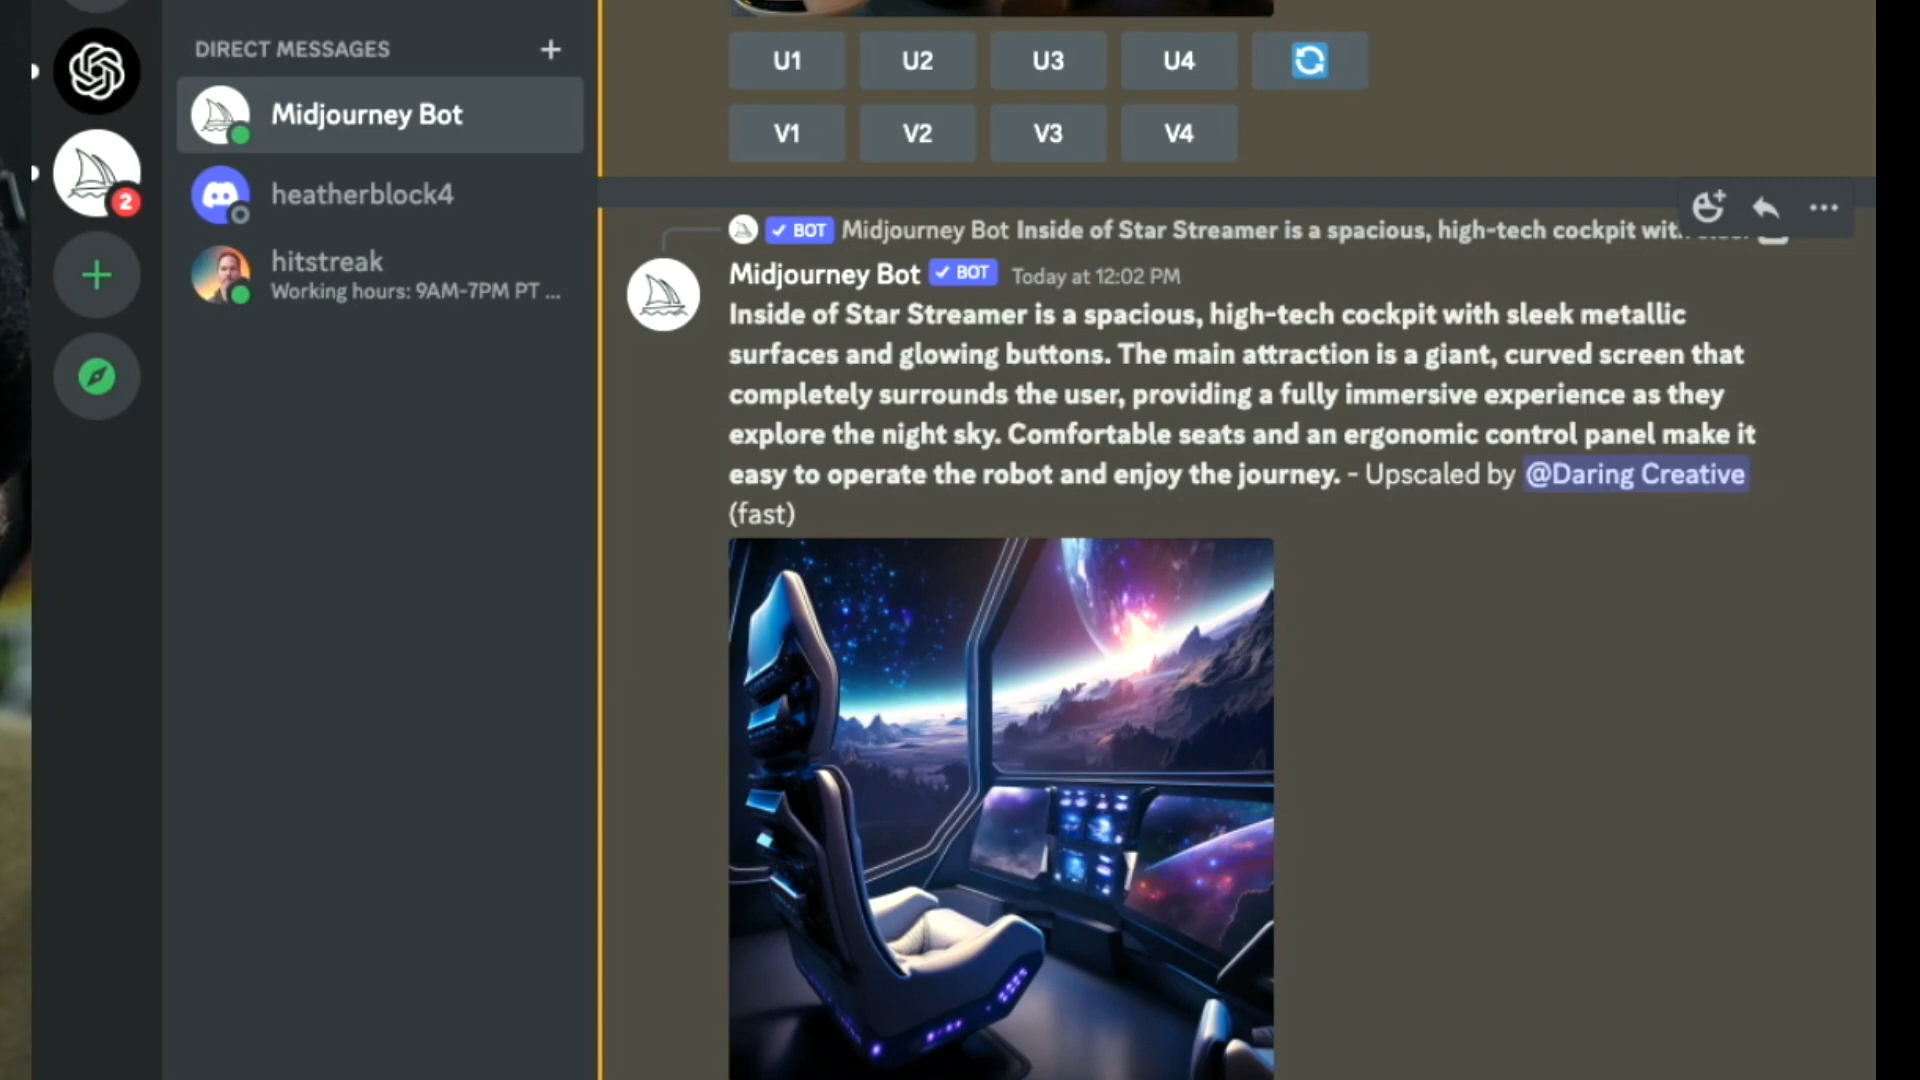 DIRECT MESSAGES
Midjourney Bot
2
heatherblock4
hitstreak
Working hours: 9AM-7PM PT ...
U1 U2 U3 U4
V1 V2 V3 V4
BOT Midjourney Bot Inside of Star Streamer is a spacious, high-tech cockpit with
Midjourney Bot BOT Today at 12:02 PM
Inside of Star Streamer is a spacious, high-tech cockpit with sleek metallic
surfaces and glowing buttons. The main attraction is a giant, curved screen that
completely surrounds the user, providing a fully immersive experience as they
explore the night sky. Comfortable seats and an ergonomic control panel make it
easy to operate the robot and enjoy the journey. - Upscaled by @Daring Creative
(fast)